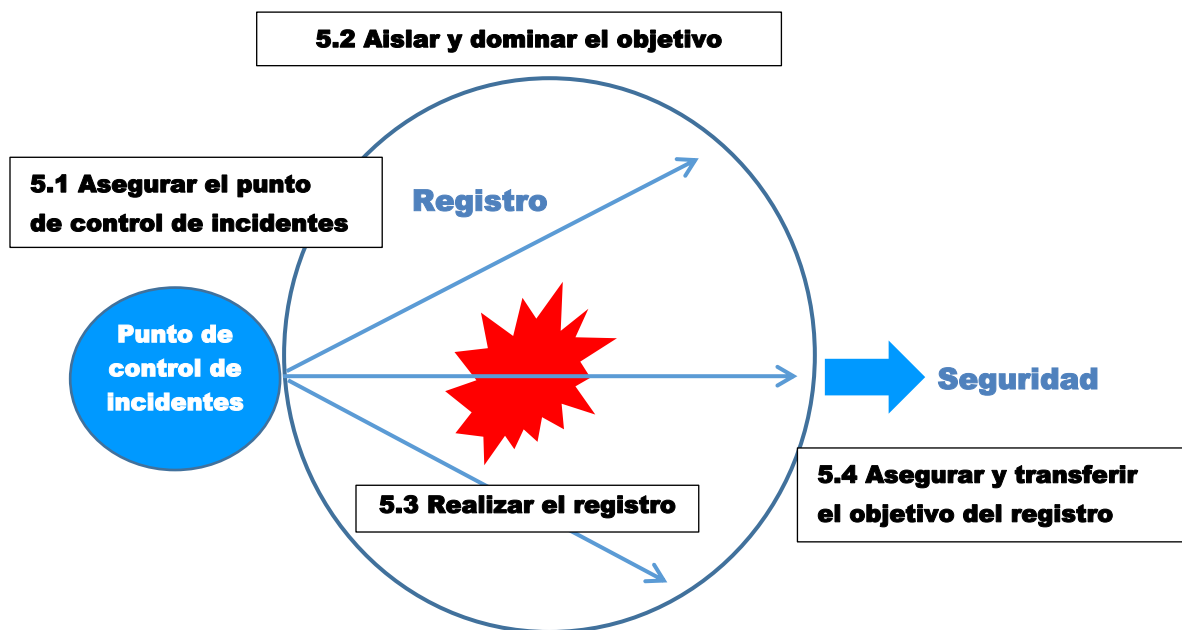 5.2 Aislar y dominar el objetivo
5.1 Asegurar el punto
de control de incidentes
Registro
Punto de
control de
incidentes
Seguridad
5.3 Realizar el registro
5.4 Asegurar y transferir
el objetivo del registro